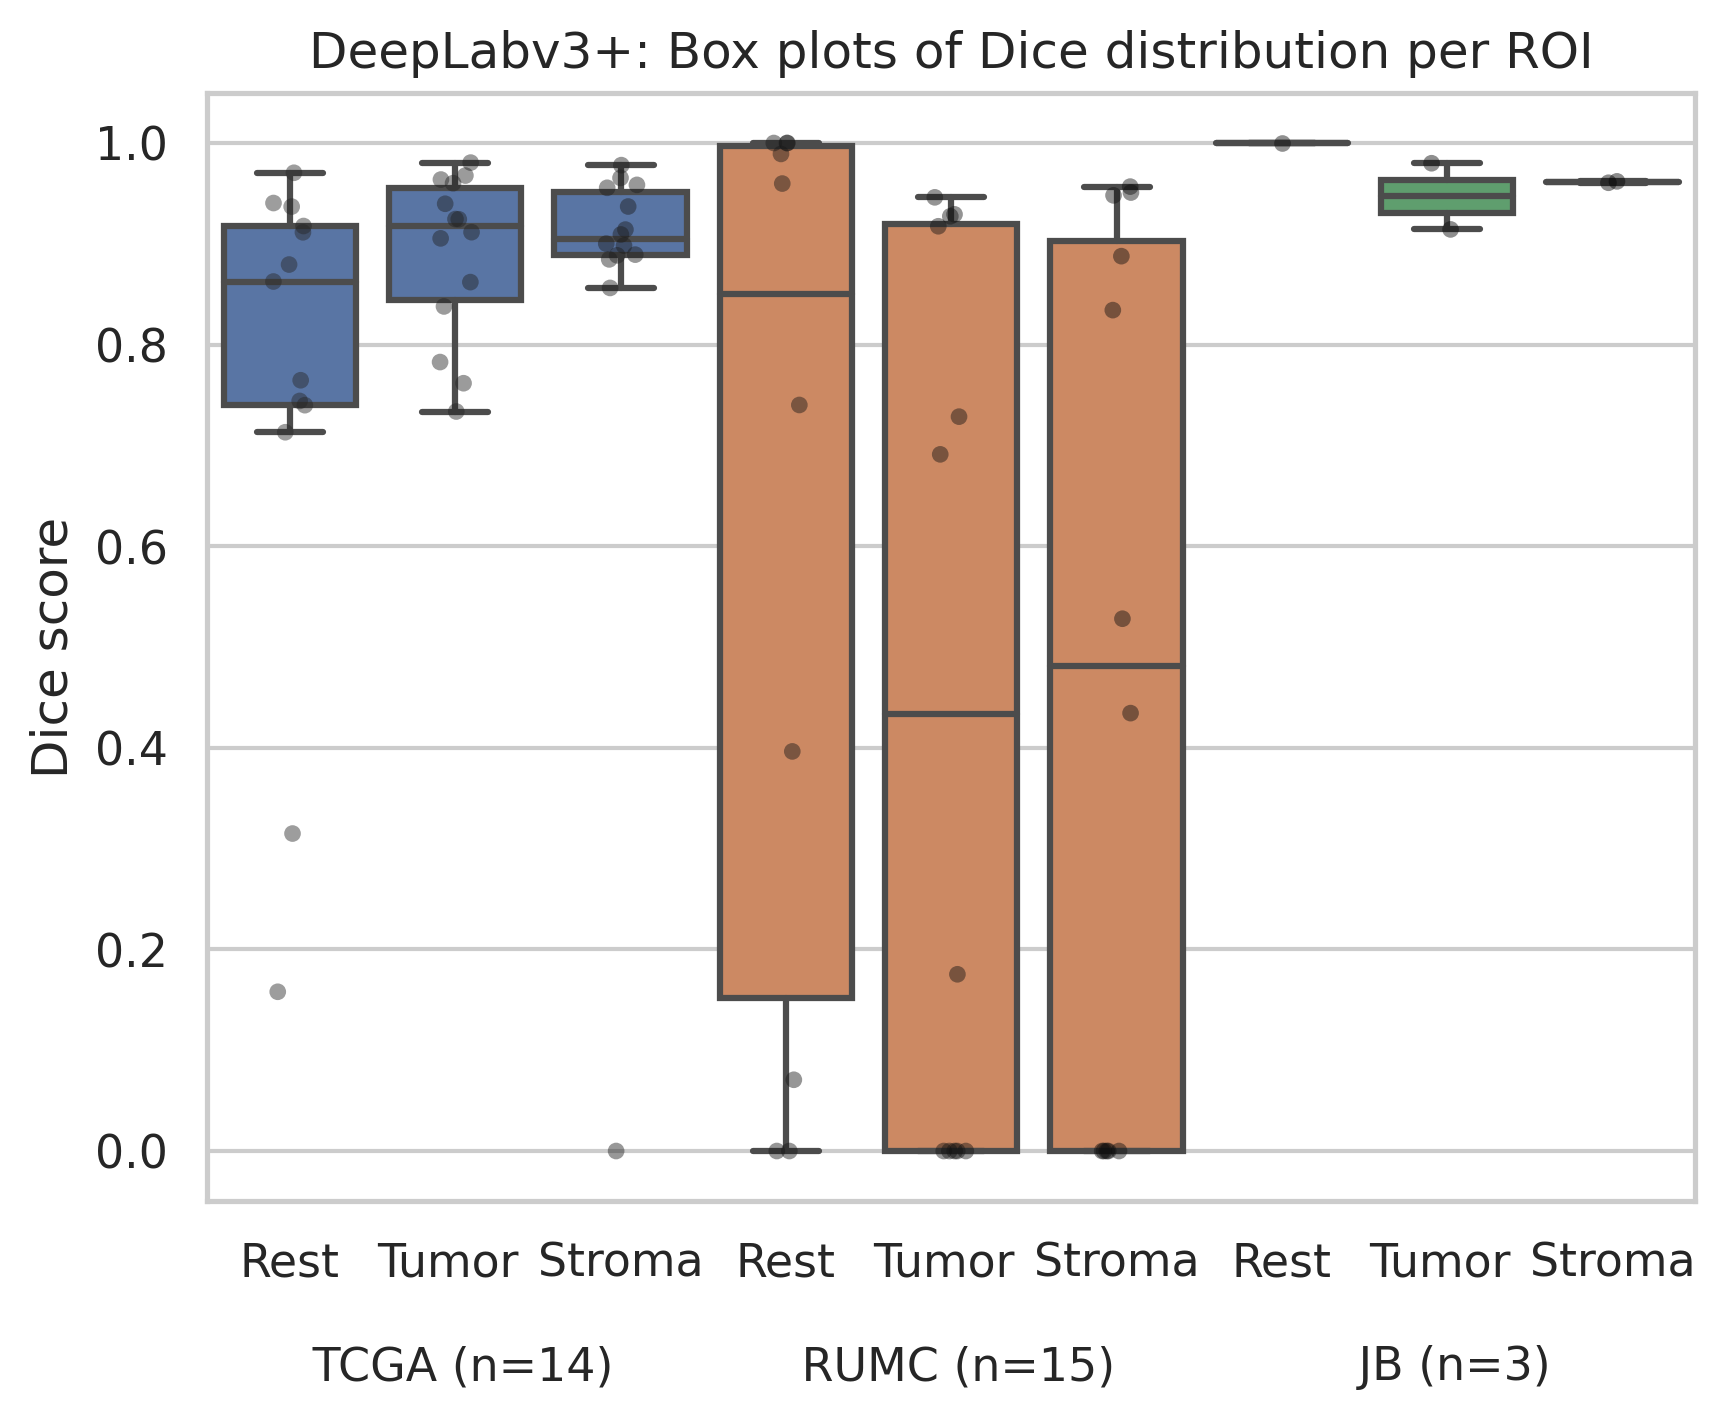 DeepLabv3+: Box plots of Dice distribution per ROI
1.0
0.8
0.6
0.4
0.2
0.0
Dice score
Rest Tumor Stroma Rest Tumor Stroma Rest Tumor Stroma
TCGA (n=14) RUMC (n=15) JB (n=3)